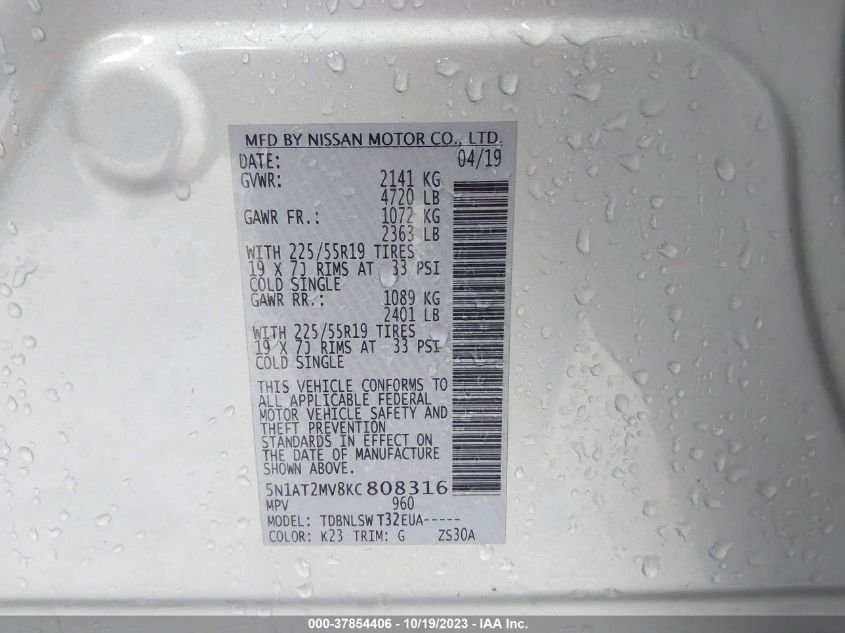 MFD BY NISSAN MOTOR CO., LTD.
DATE: 04/19
GVWR: 2141 KG
4720 LB
GAWR FR.: 1072 KG
2363 LB
WITH 225/55R19 TIRES
19 X 7J RIMS AT 33 PSI
COLD SINGLE
GAWR RR.: 1089 KG
2401 LB
WITH 225/55R19 TIRES
19 X 7J RIMS AT 33 PSI
COLD SINGLE
THIS VEHICLE CONFORMS TO
ALL APPLICABLE FEDERAL
MOTOR VEHICLE SAFETY AND
THEFT PREVENTION
STANDARDS IN EFFECT ON
THE DATE OF MANUFACTURE
SHOWN ABOVE.
5N1AT2MV8KC808316
MPV 960
MODEL: TDBNLSW T32EUA-----
COLOR: K23 TRIM: G ZS30A
000-37854406 - 10/19/2023 - IAA Inc.